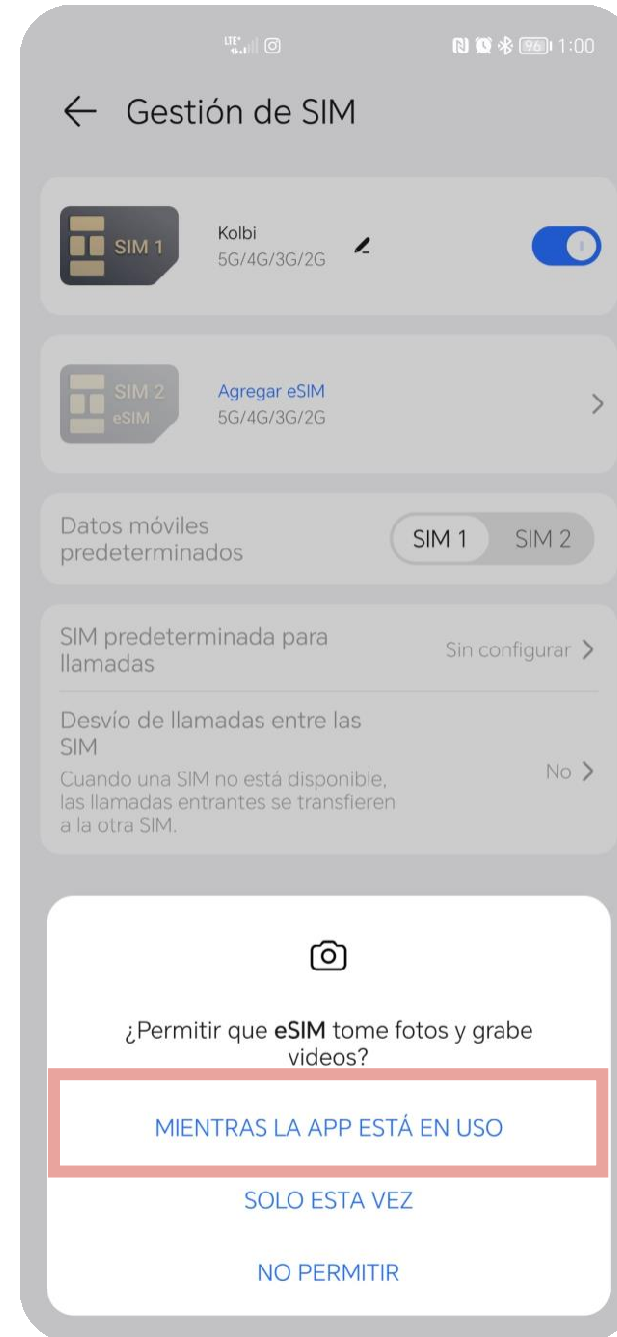 LTE+ 96 1:00
Gestión de SIM
SIM 1
Kolbi
5G/4G/3G/2G
SIM 2
eSIM
Agregar eSIM
5G/4G/3G/2G
Datos móviles
predeterminados
SIM 1 SIM 2
SIM predeterminada para
llamadas
Sin configurar
Desvío de llamadas entre las
SIM
Cuando una SIM no está disponible,
las llamadas entrantes se transfieren
a la otra SIM.
No
¿Permitir que eSIM tome fotos y grabe
videos?
MIENTRAS LA APP ESTÁ EN USO
SOLO ESTA VEZ
NO PERMITIR